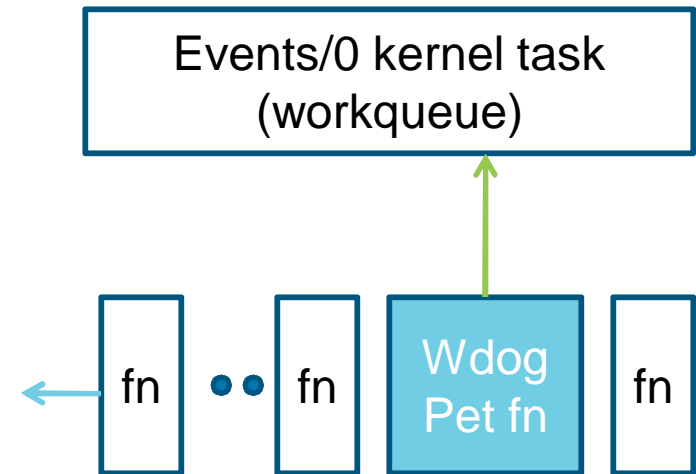 Events/0 kernel task
(workqueue)
fn
fn
Wdog
Pet fn
fn